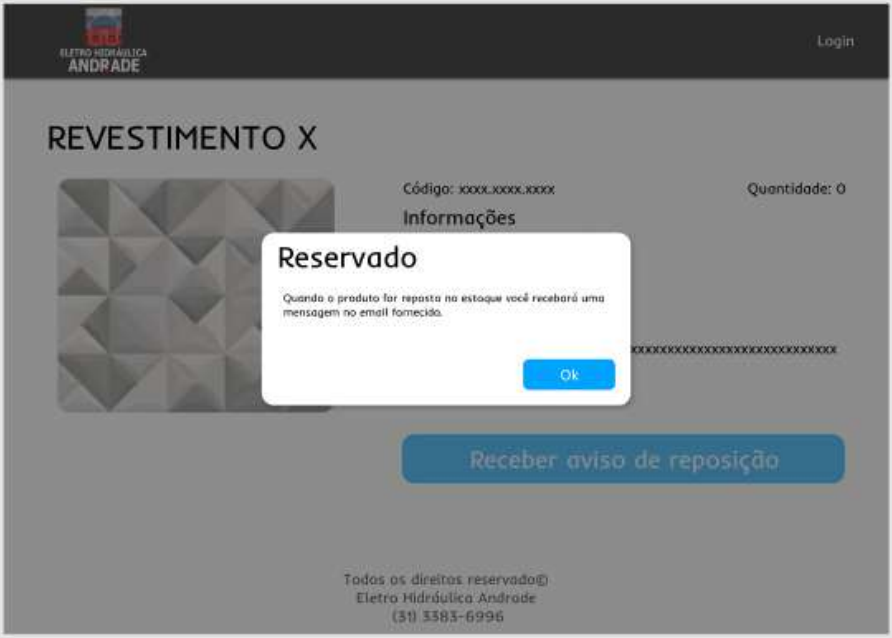 ELETRO HIDRÁULICA
ANDRADE
Login
REVESTIMENTO X
Código: xxxx.xxxx.xxxx
Quantidade: 0
Informações
Reservado
Quando o produto for reposto no estoque você receberá uma
mensagem no email fornecido.
xxxxxxxxxxxxxxxxxxxxxxxxxxxx
Ok
Receber aviso de reposição
Todos os direitos reservado©
Eletro Hidráulica Andrade
(31) 3383-6996